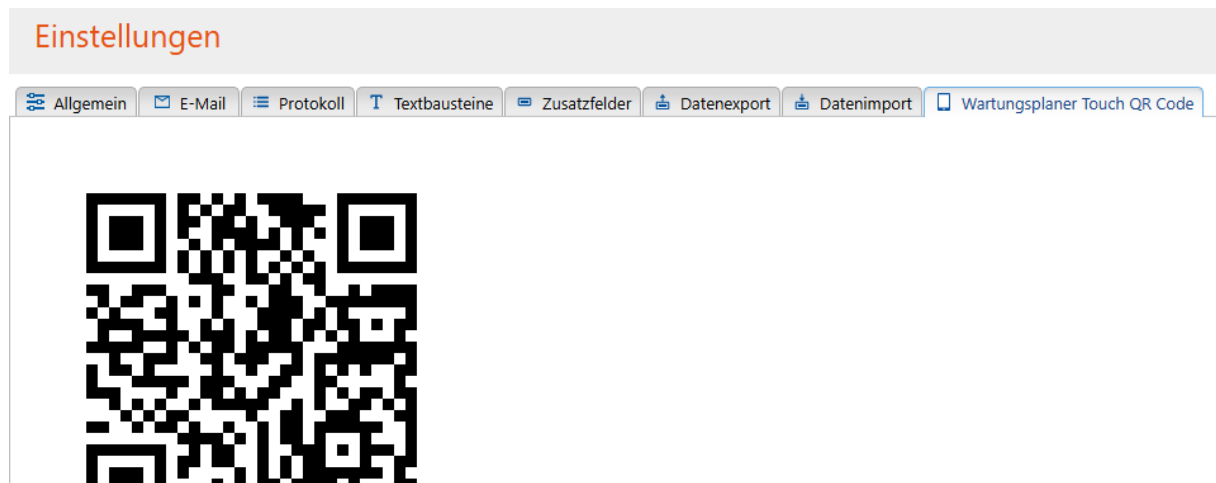 Einstellungen
Allgemein E-Mail Protokoll Textbausteine Zusatzfelder Datenexport Datenimport Wartungsplaner Touch QR Code